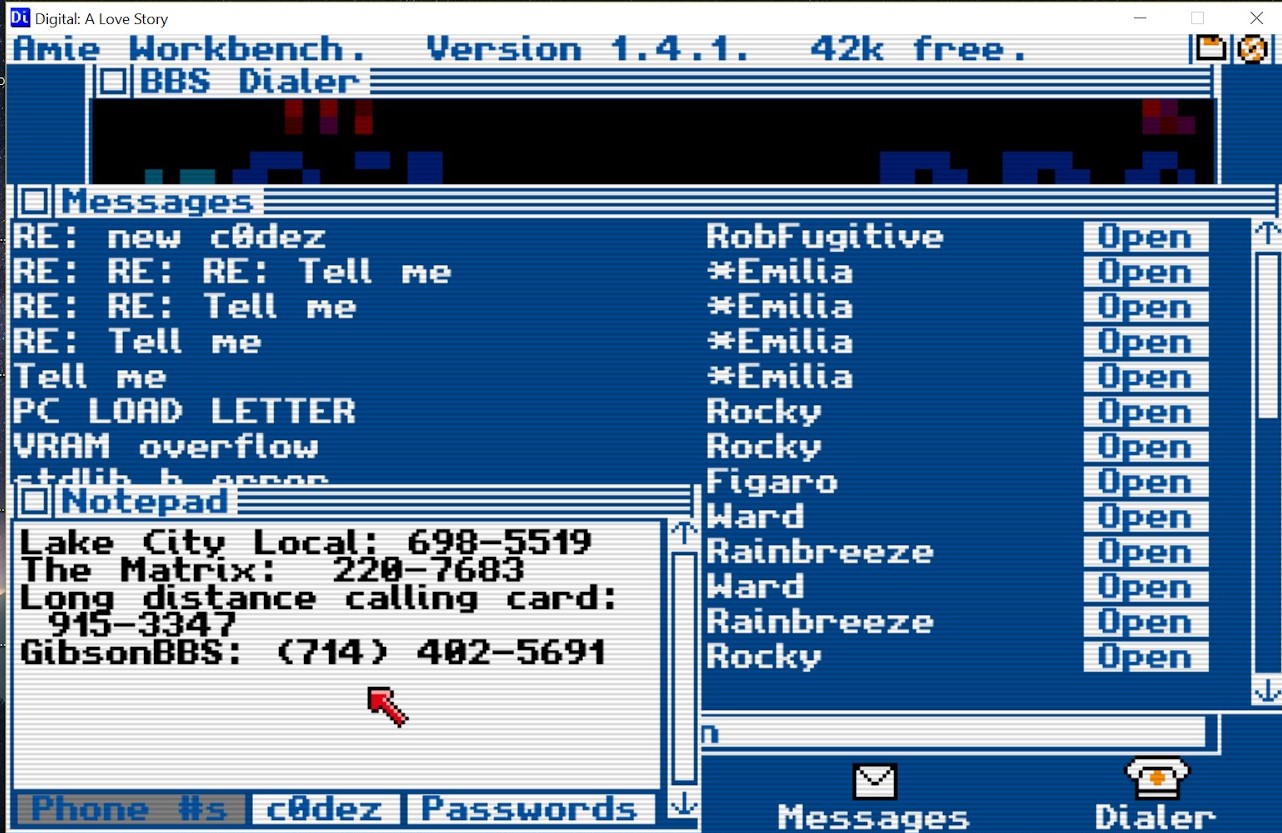 Di Digital: A Love Story
Amie Workbench. Version 1.4.1. 42k free.
BBS Dialer
Messages
RE: new c0dez RobFugitive Open
RE: RE: RE: Tell me *Emilia Open
RE: RE: Tell me *Emilia Open
RE: Tell me *Emilia Open
Tell me *Emilia Open
PC LOAD LETTER Rocky Open
VRAM overflow Rocky Open
stdlib.h error Figaro Open
Ward Open
Rainbreeze Open
Ward Open
Rainbreeze Open
Rocky Open
Notepad
Lake City Local: 698-5519
The Matrix: 220-7683
Long distance calling card:
915-3347
GibsonBBS: (714) 402-5691
Phone #s c0dez Passwords
Messages Dialer